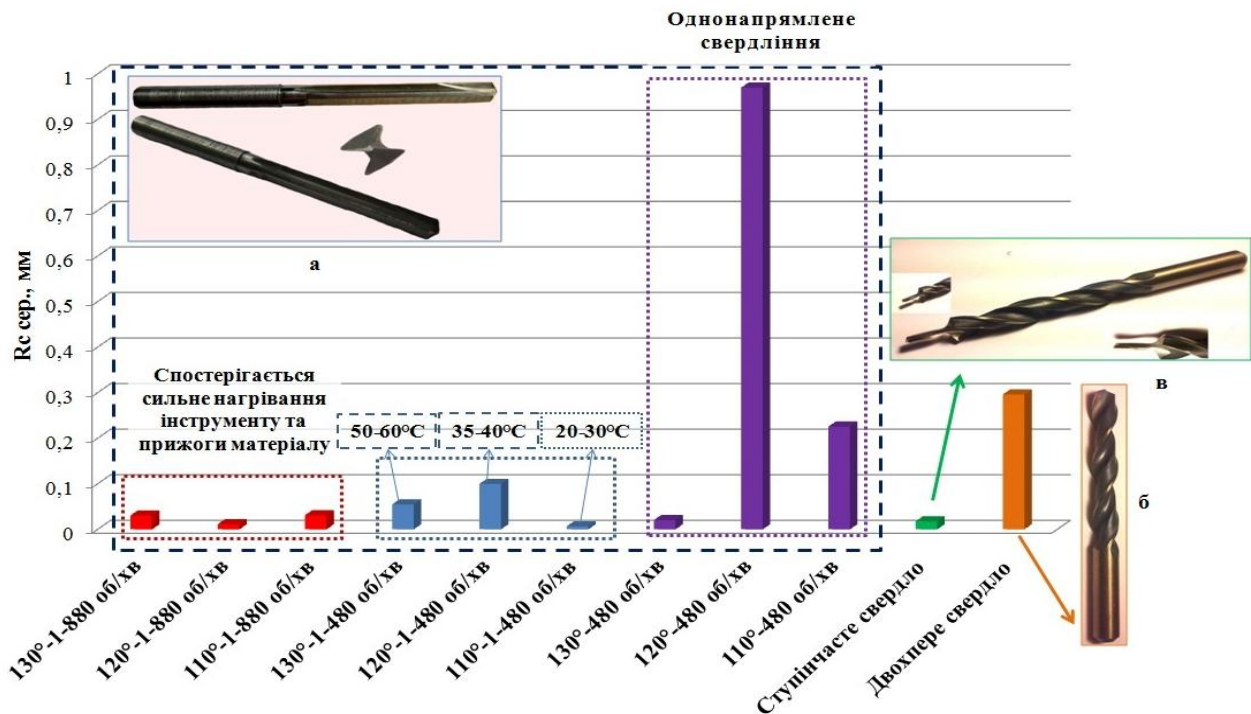 Однонапрямлене
свердління
1
0,9
0,8
0,7
0,6
0,5
0,4
0,3
0,2
0,1
0
Rc сер., мм
а
Спостерігається
сильне нагрівання
інструменту та
прижоги матеріалу
50-60°С
35-40°С
20-30°С
в
б
130°-1-880 об/хв
120°-1-880 об/хв
110°-1-880 об/хв
130°-1-480 об/хв
120°-1-480 об/хв
110°-1-480 об/хв
130°-480 об/хв
120°-480 об/хв
110°-480 об/хв
Ступінчасте свердло
Двохпере свердло